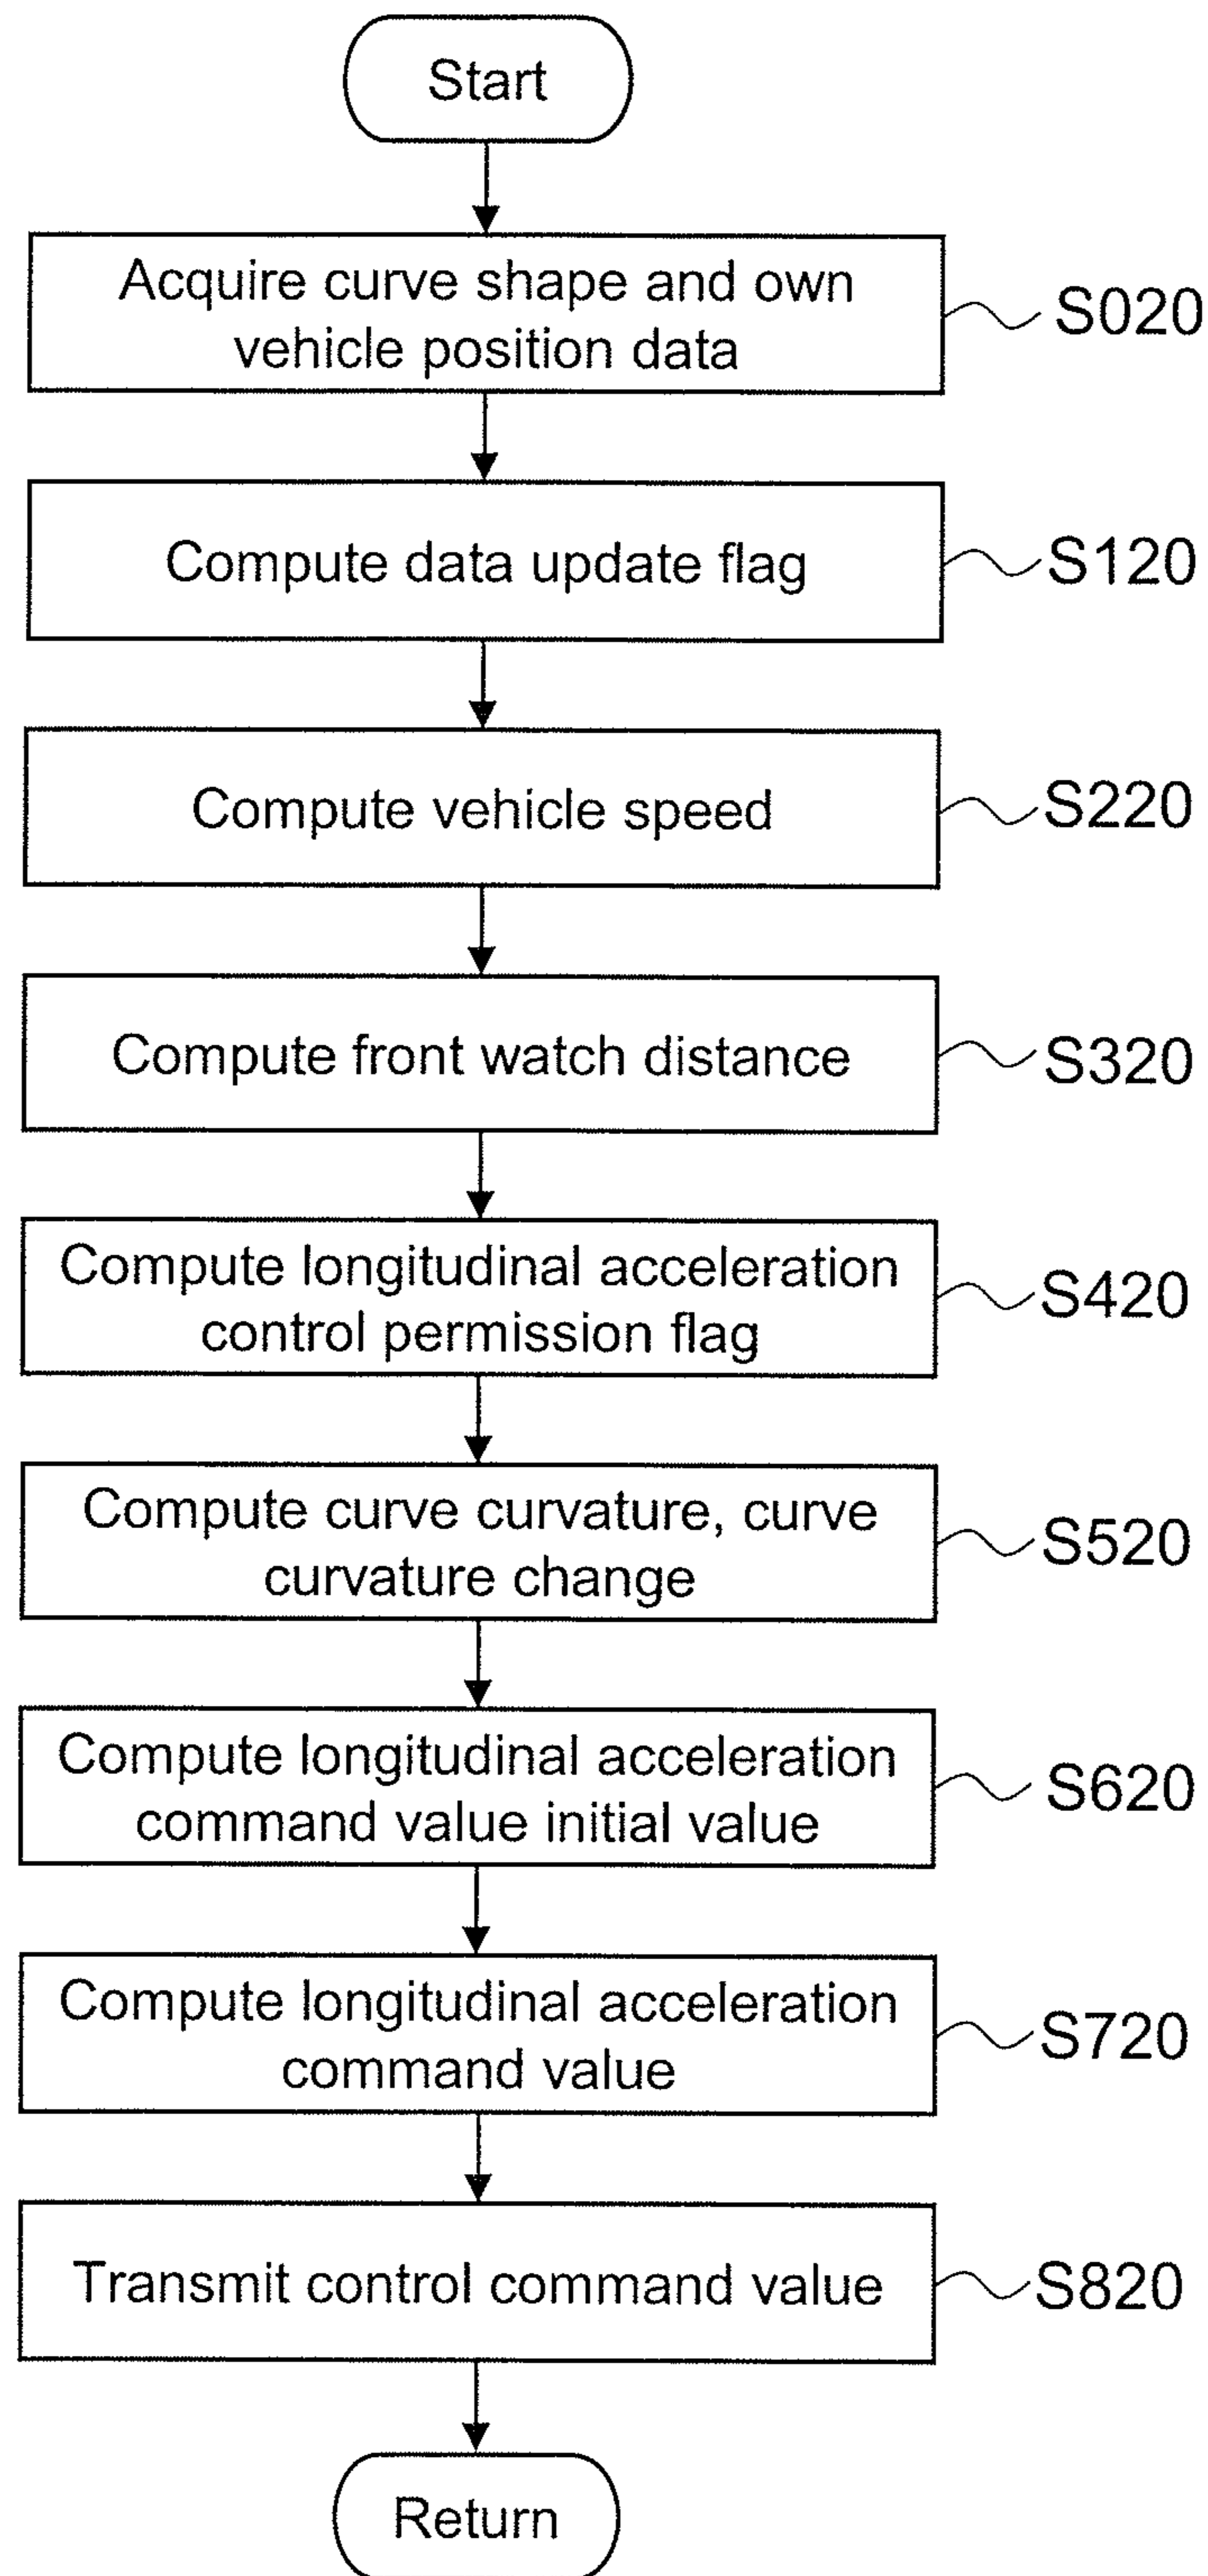 Start
Acquire curve shape and own
vehicle position data
S020
Compute data update flag
S120
Compute vehicle speed
S220
Compute front watch distance
S320
Compute longitudinal acceleration
control permission flag
S420
Compute curve curvature, curve
curvature change
S520
Compute longitudinal acceleration
command value initial value
S620
Compute longitudinal acceleration
command value
S720
Transmit control command value
S820
Return